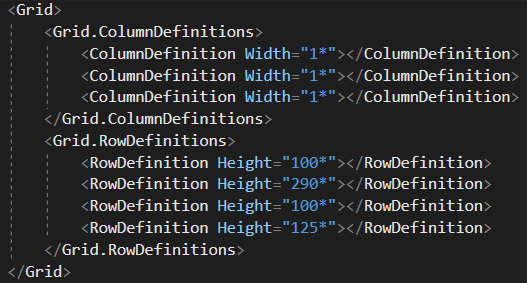 <Grid>
<Grid.ColumnDefinitions>
<ColumnDefinition Width="1*"></ColumnDefinition>
<ColumnDefinition Width="1*"></ColumnDefinition>
<ColumnDefinition Width="1*"></ColumnDefinition>
</Grid.ColumnDefinitions>
<Grid.RowDefinitions>
<RowDefinition Height="100*"></RowDefinition>
<RowDefinition Height="290*"></RowDefinition>
<RowDefinition Height="100*"></RowDefinition>
<RowDefinition Height="125*"></RowDefinition>
</Grid.RowDefinitions>
</Grid>